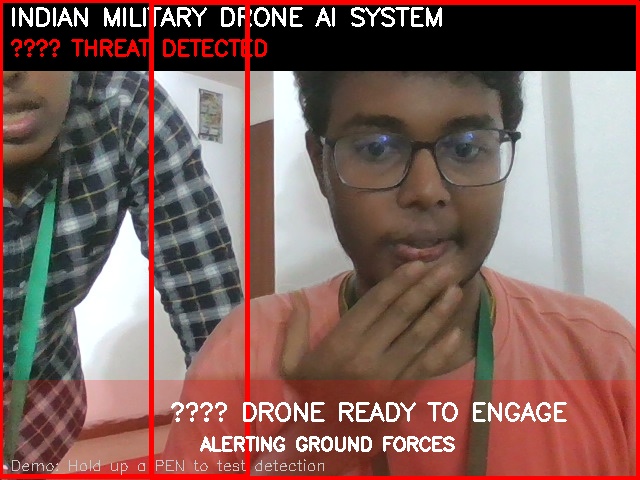 INDIAN MILITARY DRONE AI SYSTEM
???? THREAT DETECTED
???? DRONE READY TO ENGAGE
ALERTING GROUND FORCES
Demo: Hold up a PEN to test detection